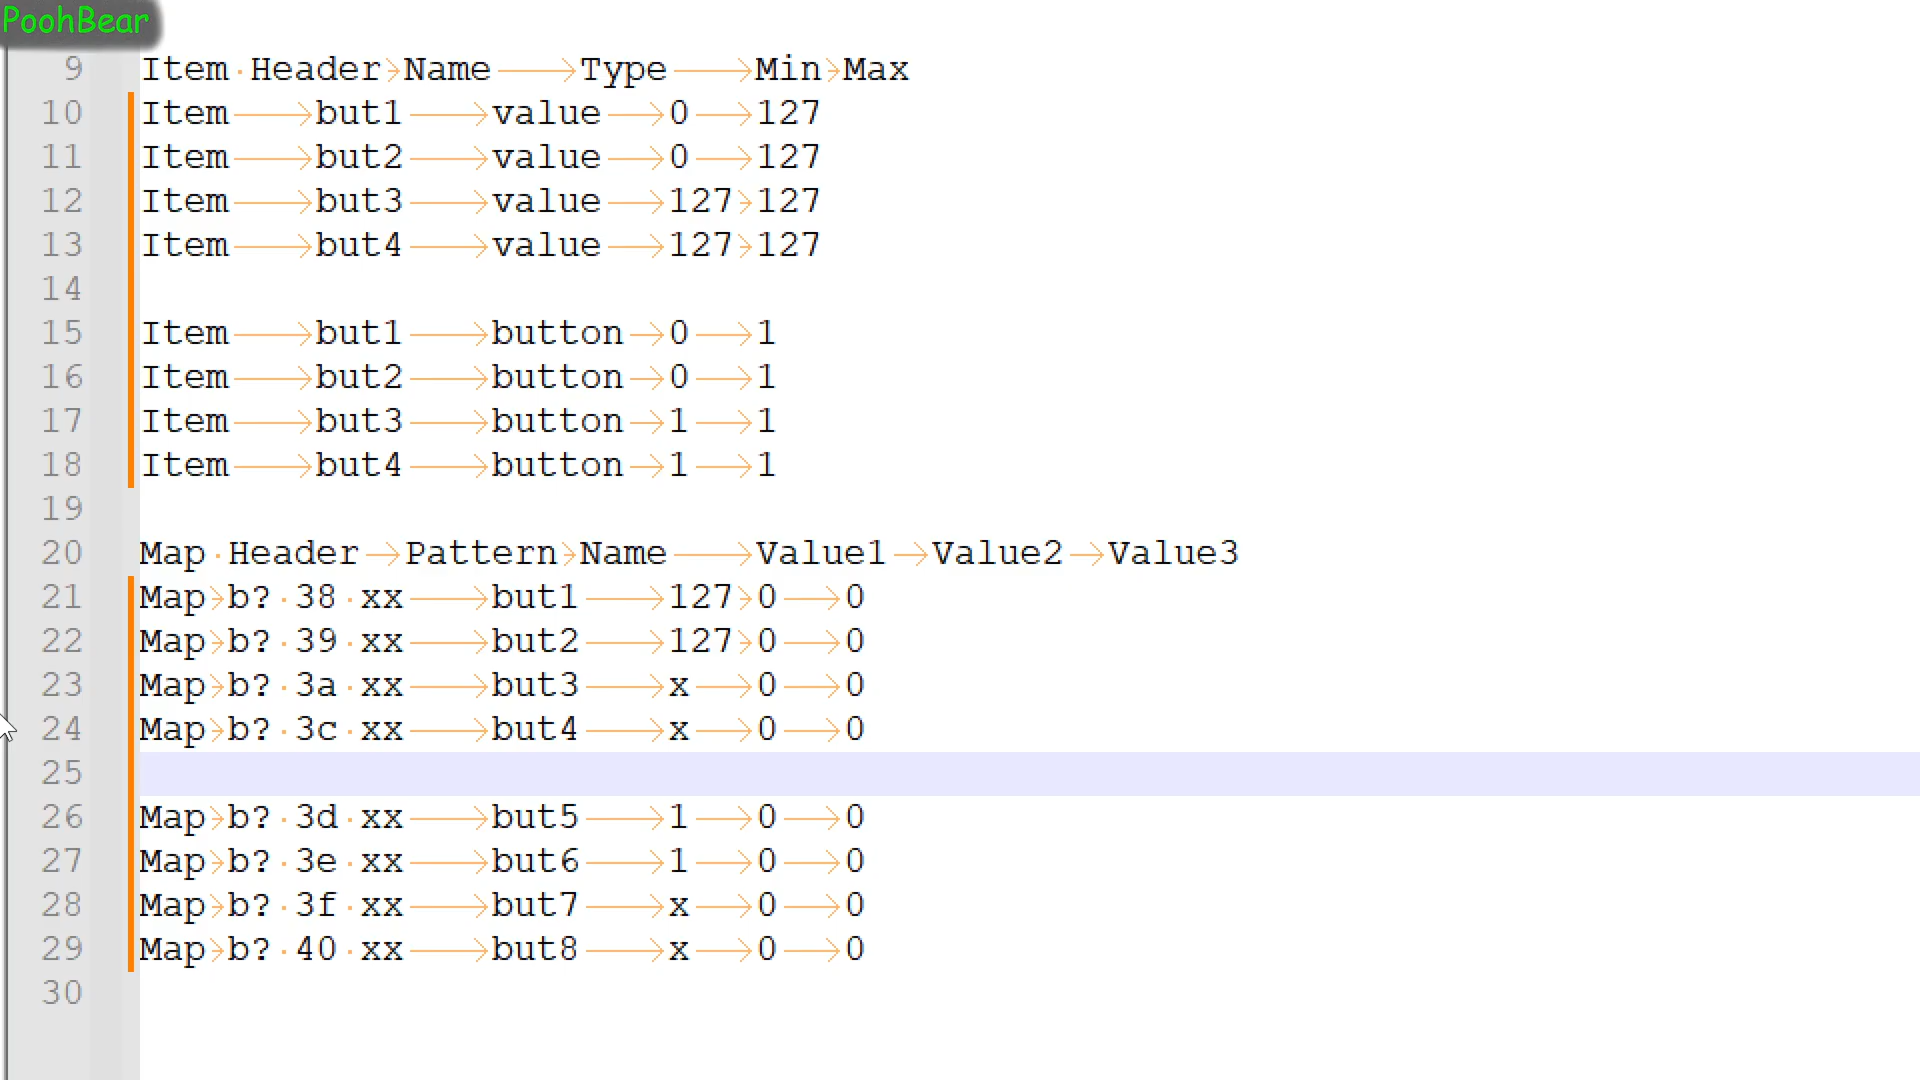 PoohBear
9 Item Header Name Type Min Max
10 Item but1 value 0 127
11 Item but2 value 0 127
12 Item but3 value 127 127
13 Item but4 value 127 127
14
15 Item but1 button 0 1
16 Item but2 button 0 1
17 Item but3 button 1 1
18 Item but4 button 1 1
19
20 Map Header Pattern Name Value1 Value2 Value3
21 Map b? 38 xx but1 127 0 0
22 Map b? 39 xx but2 127 0 0
23 Map b? 3a xx but3 x 0 0
24 Map b? 3c xx but4 x 0 0
25
26 Map b? 3d xx but5 1 0 0
27 Map b? 3e xx but6 1 0 0
28 Map b? 3f xx but7 x 0 0
29 Map b? 40 xx but8 x 0 0
30